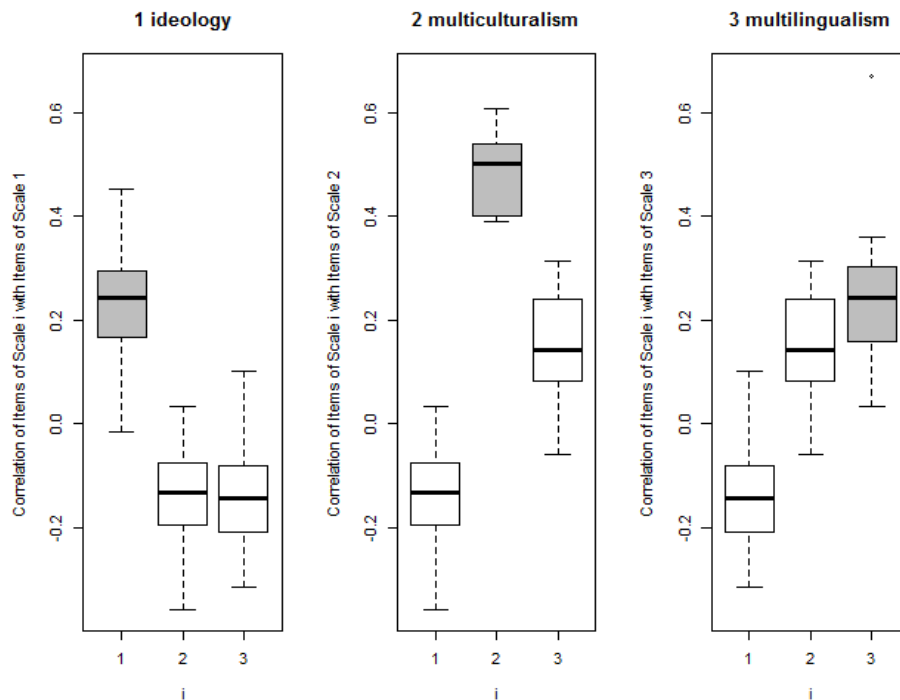 1 ideology
Correlation of Items of Scale i with Items of Scale 1
0.6
0.4
0.2
0.0
-0.2
1 2 3
i
2 multiculturalism
Correlation of Items of Scale i with Items of Scale 2
0.6
0.4
0.2
0.0
-0.2
1 2 3
i
3 multilingualism
Correlation of Items of Scale i with Items of Scale 3
0.6
0.4
0.2
0.0
-0.2
1 2 3
i